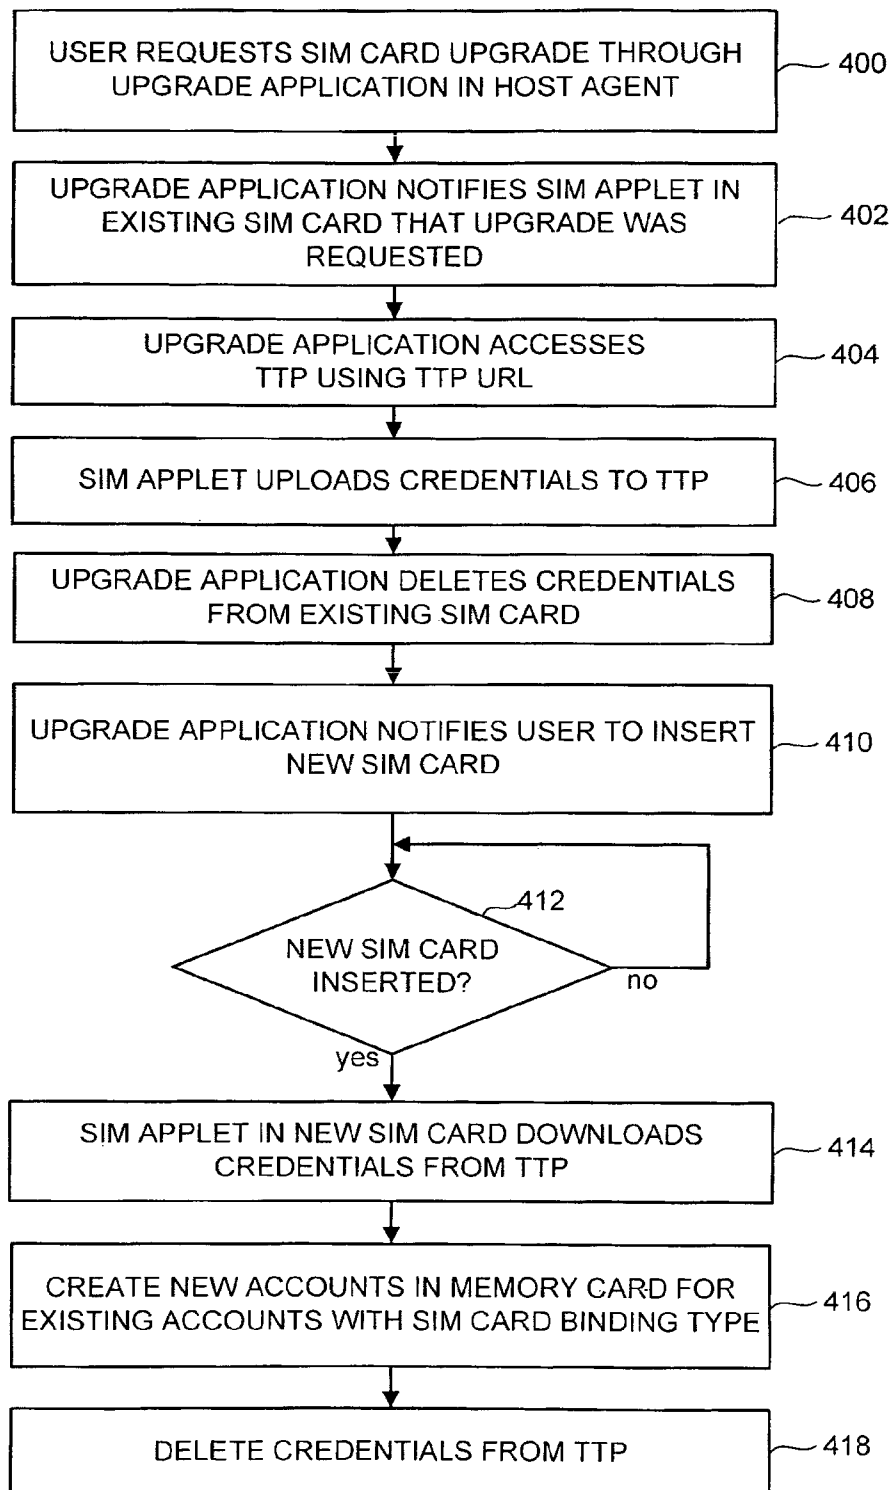 USER REQUESTS SIM CARD UPGRADE THROUGH
UPGRADE APPLICATION IN HOST AGENT
400
UPGRADE APPLICATION NOTIFIES SIM APPLET IN
EXISTING SIM CARD THAT UPGRADE WAS
REQUESTED
402
UPGRADE APPLICATION ACCESSES
TTP USING TTP URL
404
SIM APPLET UPLOADS CREDENTIALS TO TTP
406
UPGRADE APPLICATION DELETES CREDENTIALS
FROM EXISTING SIM CARD
408
UPGRADE APPLICATION NOTIFIES USER TO INSERT
NEW SIM CARD
410
412
NEW SIM CARD
INSERTED?
no
yes
SIM APPLET IN NEW SIM CARD DOWNLOADS
CREDENTIALS FROM TTP
414
CREATE NEW ACCOUNTS IN MEMORY CARD FOR
EXISTING ACCOUNTS WITH SIM CARD BINDING TYPE
416
DELETE CREDENTIALS FROM TTP
418